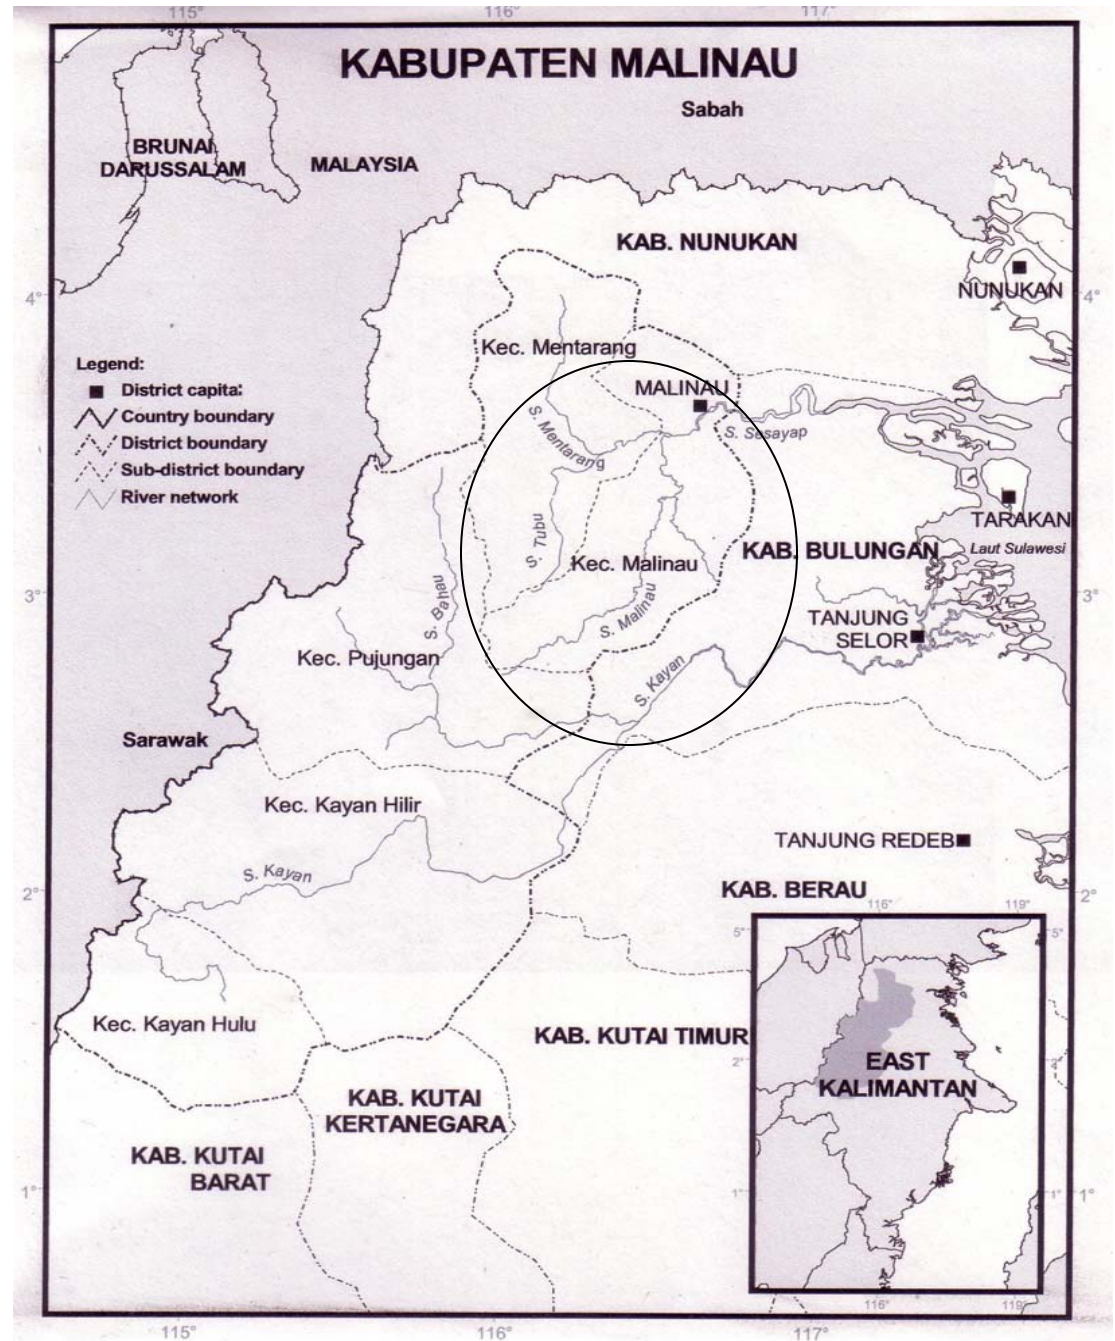 115° 116° 117°
KABUPATEN MALINAU
Sabah
BRUNAI
DARUSSALAM
MALAYSIA
KAB. NUNUKAN
NUNUKAN
4° 4°
Kec. Mentarang
Legend:
District capita:
Country boundary
District boundary
Sub-district boundary
River network
MALINAU
S. Mentarang
S. Sesayap
TARAKAN
S. Tubu
KAB. BULUNGAN
Laut Sulawesi
Kec. Malinau
3° 3°
S. Bahau
S. Malinau
TANJUNG
SELOR
Kec. Pujungan
S. Kayan
Sarawak
Kec. Kayan Hilir
TANJUNG REDEB
S. Kayan
2° 2°
KAB. BERAU
116° 119°
5° 5°
Kec. Kayan Hulu
KAB. KUTAI TIMUR
2°
EAST
KALIMANTAN
KAB. KUTAI
KERTANEGARA
KAB. KUTAI
BARAT
1° 1° 1° 1°
116° 119°
115° 116° 117°